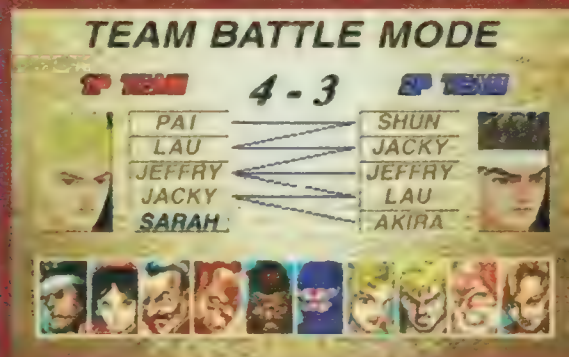 TEAM BATTLE MODE
1P TEAM 4 - 3 2P TEAM
PAI SHUN
LAU JACKY
JEFFRY JEFFRY
JACKY LAU
SARAH AKIRA